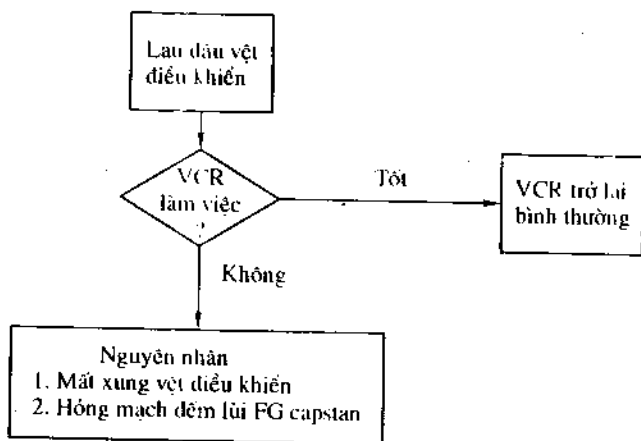 Lau đầu vệt
điều khiển
VCR
làm việc
?
Tốt
VCR trở lại
bình thường
Không
Nguyên nhân
1. Mất xung vệt điều khiển
2. Hỏng mạch đếm lùi FG capstan